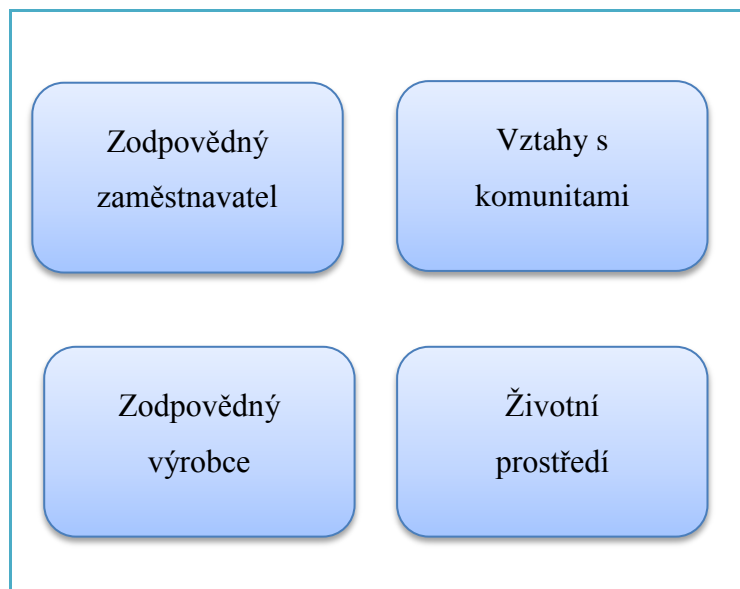 Zodpovědný
zaměstnavatel
Vztahy s
komunitami
Zodpovědný
výrobce
Životní
prostředí